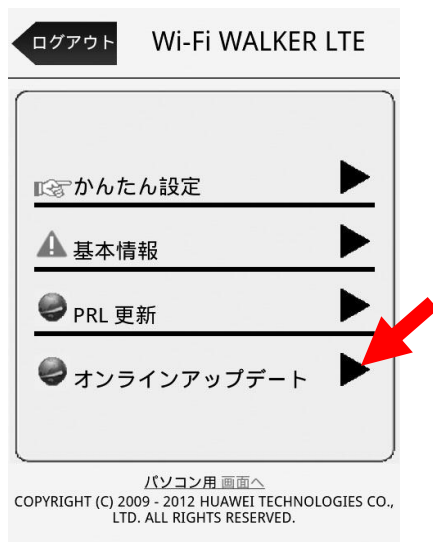 ログアウト
Wi-Fi WALKER LTE
かんたん設定
基本情報
PRL 更新
オンラインアップデート
パソコン用 画面へ
COPYRIGHT (C) 2009 - 2012 HUAWEI TECHNOLOGIES CO.,
LTD. ALL RIGHTS RESERVED.